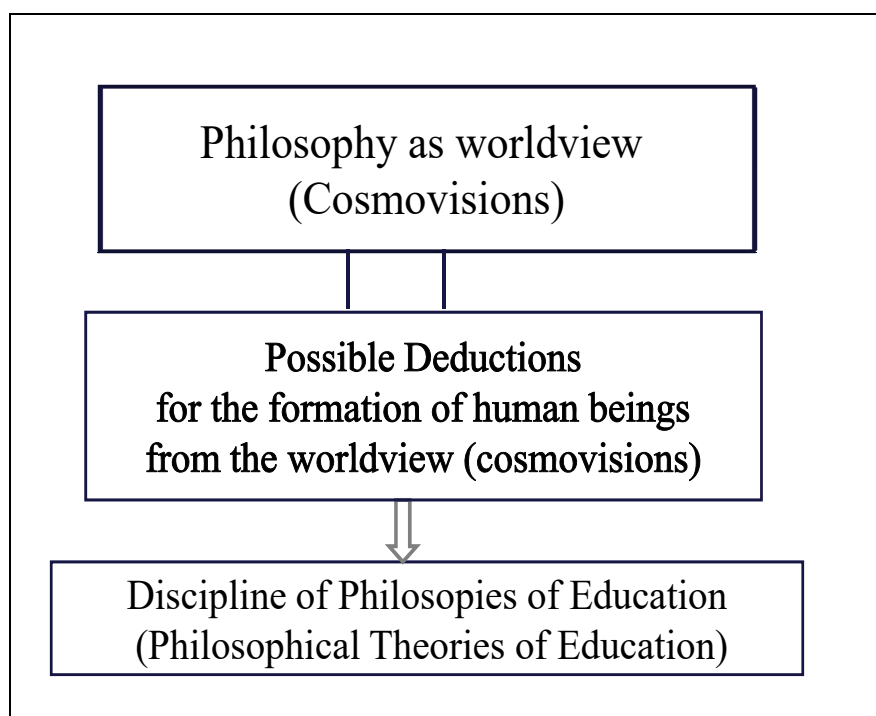 Philosophy as worldview
(Cosmovisions)
Possible Deductions
for the formation of human beings
from the worldview (cosmovisions)
Discipline of Philosopies of Education
(Philosophical Theories of Education)